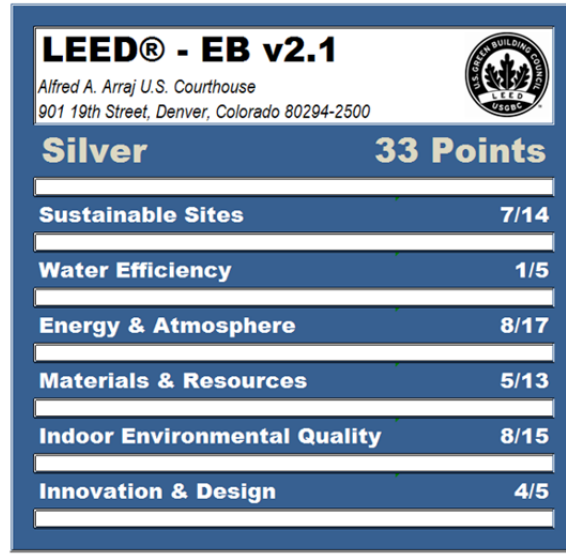 LEED® - EB v2.1
Alfred A. Arraj U.S. Courthouse
901 19th Street, Denver, Colorado 80294-2500
U.S. GREEN BUILDING COUNCIL
LEED
USGBC
Silver 33 Points
Sustainable Sites 7/14
Water Efficiency 1/5
Energy & Atmosphere 8/17
Materials & Resources 5/13
Indoor Environmental Quality 8/15
Innovation & Design 4/5